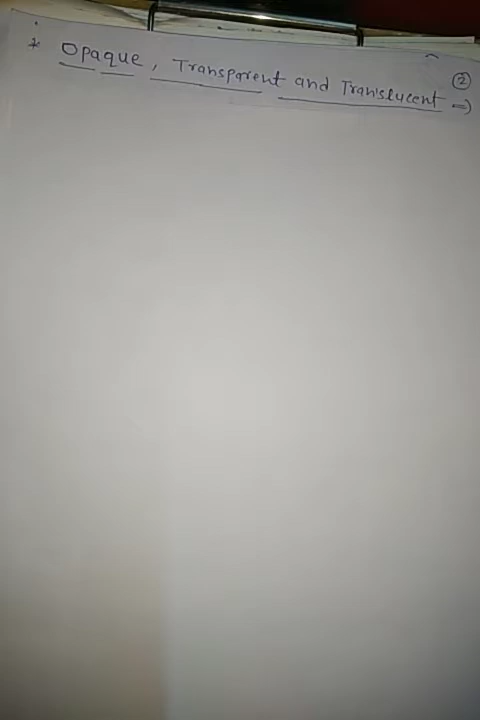 * Opaque, Transparent and Translucent ⇒
②